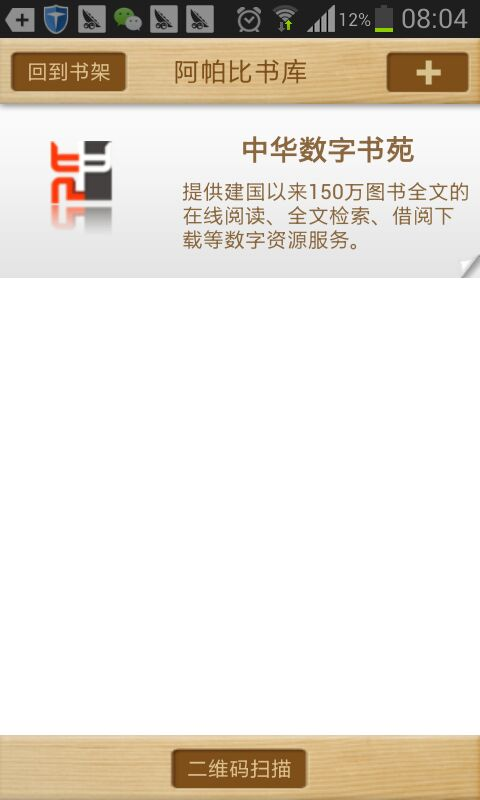 12% 08:04
回到书架 阿帕比书库
中华数字书苑
提供建国以来150万图书全文的
在线阅读、全文检索、借阅下
载等数字资源服务。
二维码扫描